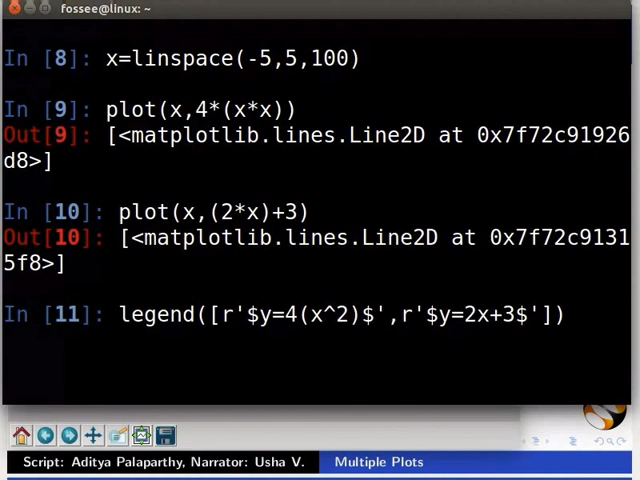 fossee@linux: ~
In [8]: x=linspace(-5,5,100)
In [9]: plot(x,4*(x*x))
Out[9]: [<matplotlib.lines.Line2D at 0x7f72c91926
d8>]
In [10]: plot(x,(2*x)+3)
Out[10]: [<matplotlib.lines.Line2D at 0x7f72c9131
5f8>]
In [11]: legend([r'$y=4(x^2)$',r'$y=2x+3$'])
Script: Aditya Palaparthy, Narrator: Usha V. Multiple Plots